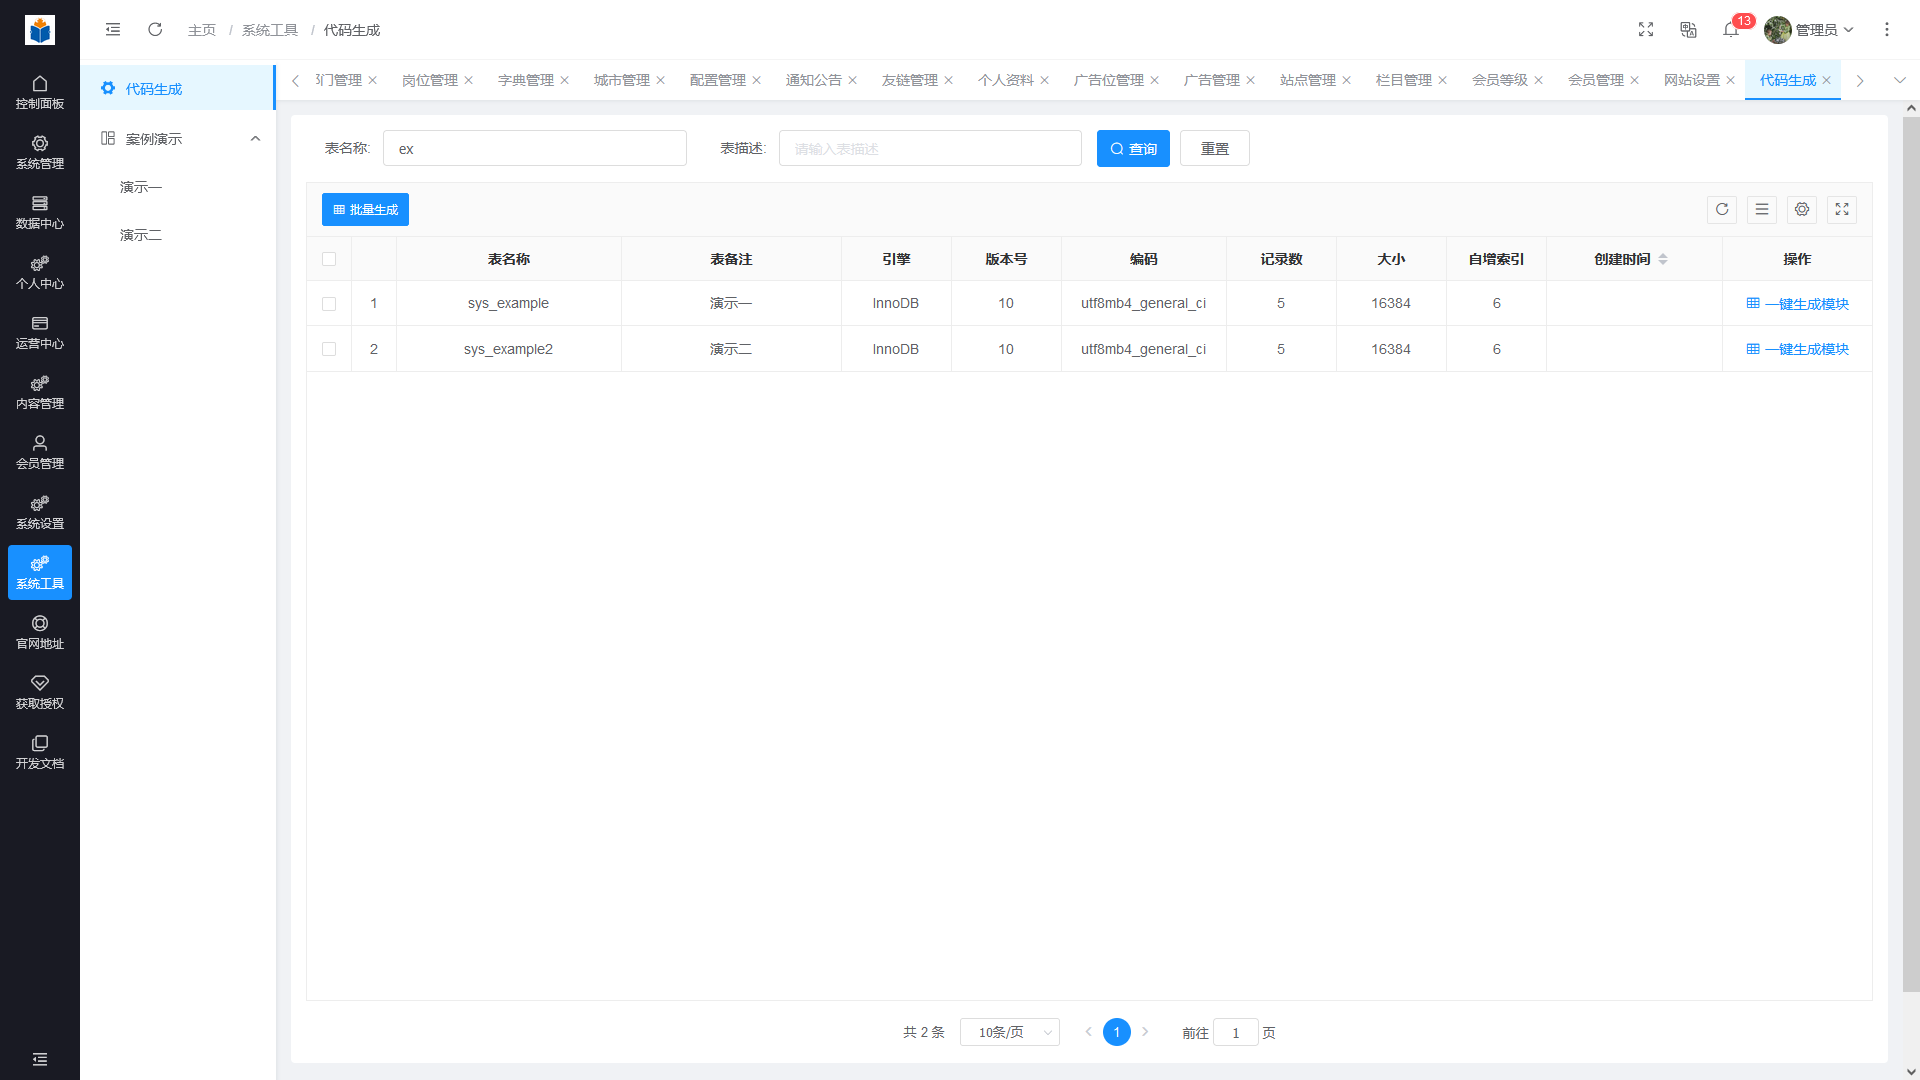 主页 / 系统工具 / 代码生成
13
管理员
控制面板
系统管理
数据中心
个人中心
运营中心
内容管理
会员管理
系统设置
系统工具
官网地址
获取授权
开发文档
代码生成
案例演示
演示一
演示二
门管理 岗位管理 字典管理 城市管理 配置管理 通知公告 友链管理 个人资料 广告位管理 广告管理 站点管理 栏目管理 会员等级 会员管理 网站设置 代码生成
表名称: ex 表描述: 请输入表描述 查询 重置
批量生成
表名称 表备注 引擎 版本号 编码 记录数 大小 自增索引 创建时间 操作
1 sys_example 演示一 InnoDB 10 utf8mb4_general_ci 5 16384 6 一键生成模块
2 sys_example2 演示二 InnoDB 10 utf8mb4_general_ci 5 16384 6 一键生成模块
共 2 条 10条/页 1 前往 1 页